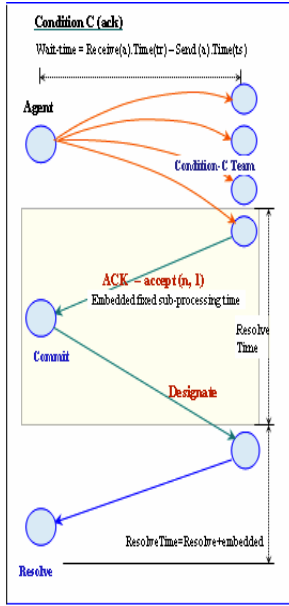 Condition C (ack)
Wait-time = Receive(a).Time(tr) – Send (a).Time(ts)
Agent
Condition-C Team
ACK – accept (n, 1)
Embedded fixed sub-processing time
Resolve
Time
Commit
Designate
ResolveTime=Resolve+embedded
Resolve